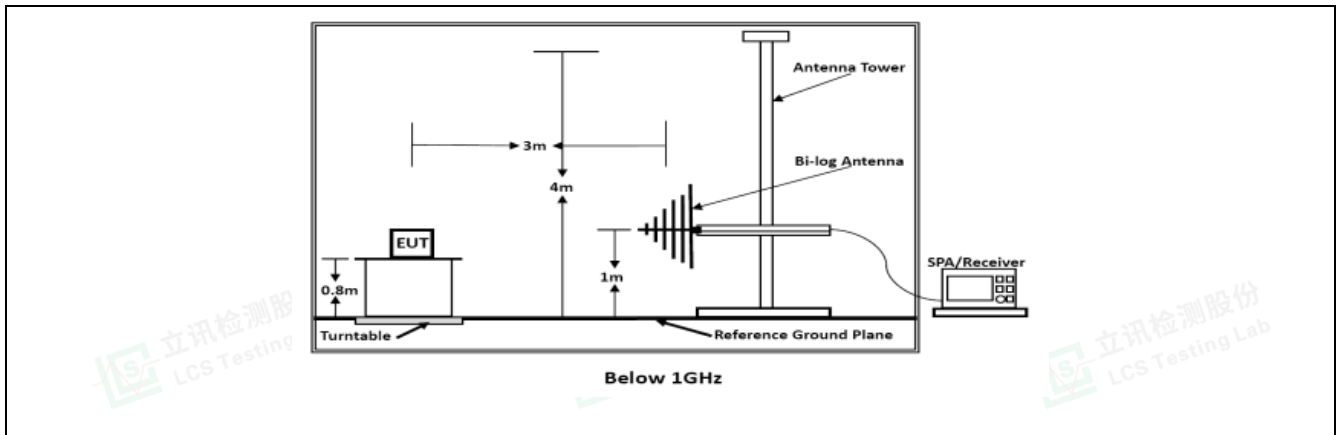 Antenna Tower
3m
Bi-log Antenna
4m
EUT
1m
SPA/Receiver
0.8m
Turntable
Reference Ground Plane
Below 1GHz
立讯检测股
LCS Testing
立讯检测股份
LCS Testing Lab